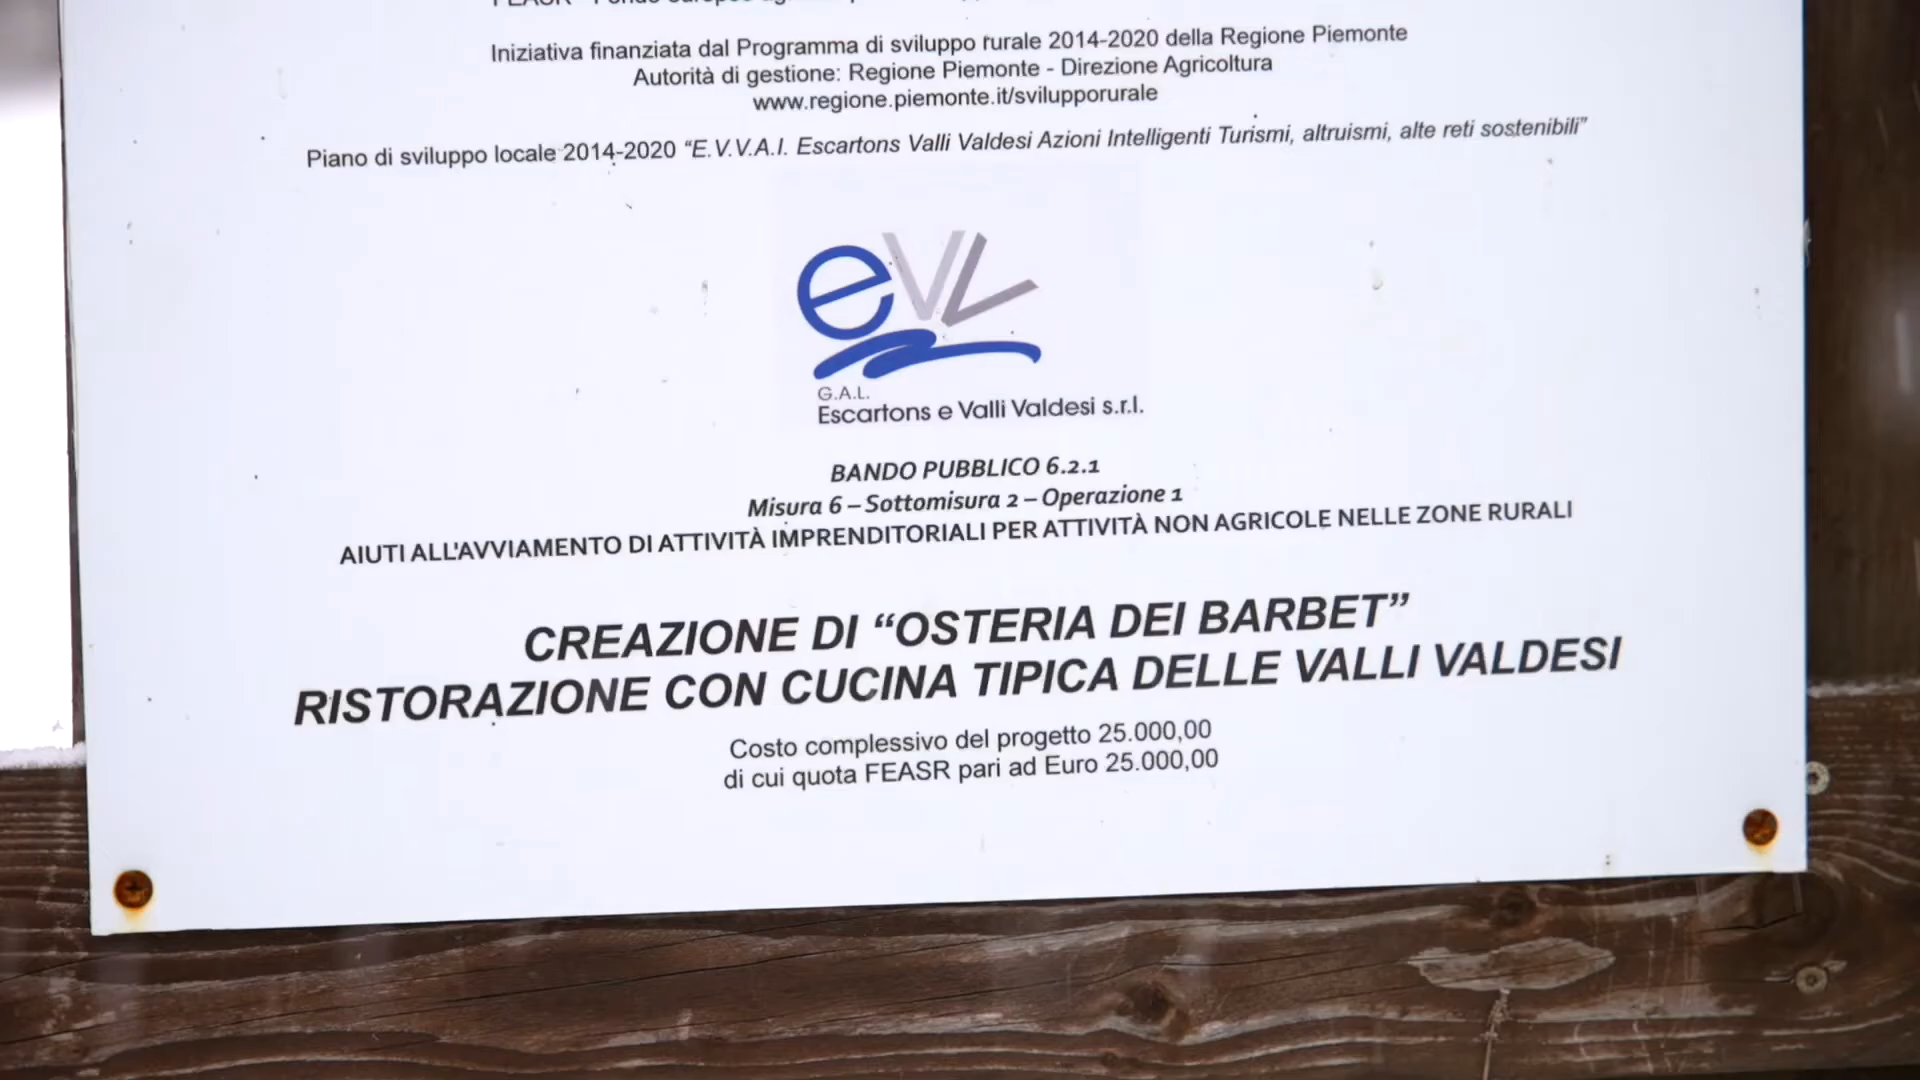 Iniziativa finanziata dal Programma di sviluppo rurale 2014-2020 della Regione Piemonte
Autorità di gestione: Regione Piemonte - Direzione Agricoltura
www.regione.piemonte.it/svilupporurale
Piano di sviluppo locale 2014-2020 “E.V.V.A.I. Escartons Valli Valdesi Azioni Intelligenti Turismi, altruismi, alte reti sostenibili”
evv
G.A.L.
Escartons e Valli Valdesi s.r.l.
BANDO PUBBLICO 6.2.1
Misura 6 – Sottomisura 2 – Operazione 1
AIUTI ALL'AVVIAMENTO DI ATTIVITÀ IMPRENDITORIALI PER ATTIVITÀ NON AGRICOLE NELLE ZONE RURALI
CREAZIONE DI “OSTERIA DEI BARBET”
RISTORAZIONE CON CUCINA TIPICA DELLE VALLI VALDESI
Costo complessivo del progetto 25.000,00
di cui quota FEASR pari ad Euro 25.000,00